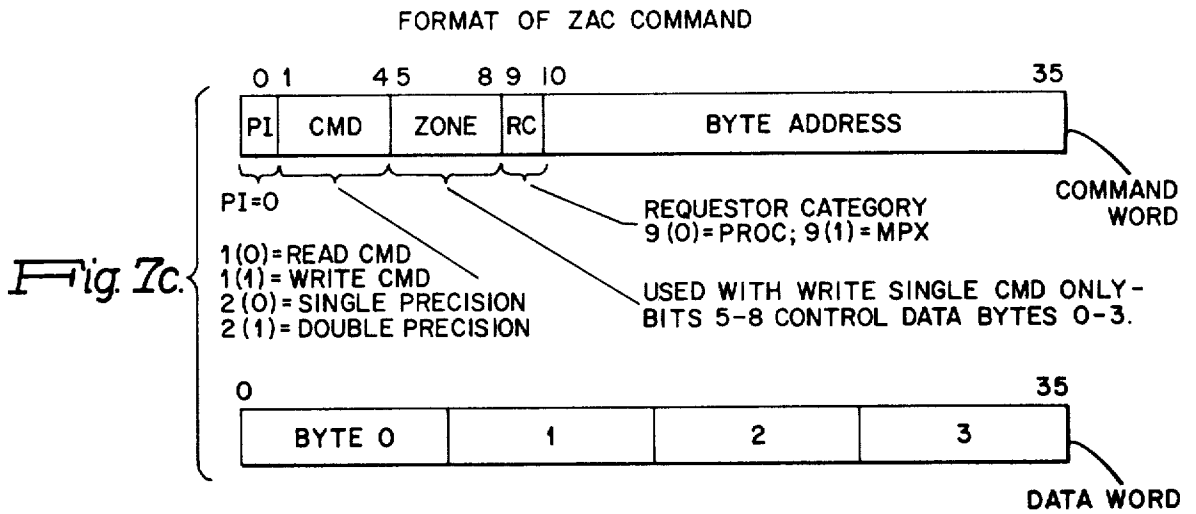 FORMAT OF ZAC COMMAND
0 1 4 5 8 9 10 35
PI CMD ZONE RC BYTE ADDRESS
COMMAND
WORD
PI=0
REQUESTOR CATEGORY
9(0)=PROC; 9(1)=MPX
Fig. 7c.
1(0)=READ CMD
1(1)=WRITE CMD
2(0)=SINGLE PRECISION
2(1)=DOUBLE PRECISION
USED WITH WRITE SINGLE CMD ONLY-
BITS 5-8 CONTROL DATA BYTES 0-3.
0 35
BYTE 0 1 2 3
DATA WORD